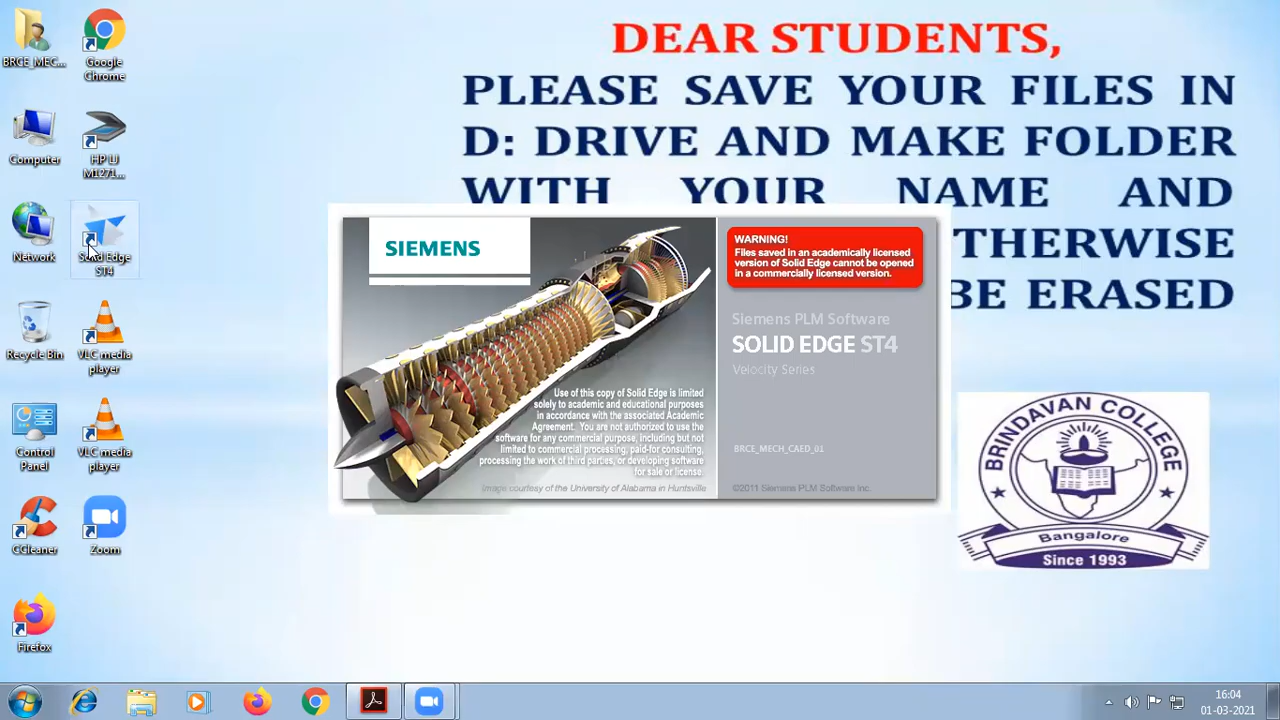 DEAR STUDENTS,
PLEASE SAVE YOUR FILES IN
D: DRIVE AND MAKE FOLDER
WITH YOUR NAME AND
THERWISE
BE ERASED
BRCE_MEC...
Google
Chrome
Computer
HP LJ
M1271...
Network
Solid Edge
ST4
Recycle Bin
VLC media
player
Control
Panel
VLC media
player
CCleaner
Zoom
Firefox
SIEMENS
Use of this copy of Solid Edge is limited
solely to academic and educational purposes
in accordance with the associated Academic
Agreement. You are not authorized to use the
software for any commercial purpose, including but not
limited to commercial processing, paid-for consulting,
processing the work of third parties, or developing software
for sale or license.
Image courtesy of the University of Alabama in Huntsville
WARNING!
Files saved in an academically licensed
version of Solid Edge cannot be opened
in a commercially licensed version.
Siemens PLM Software
SOLID EDGE ST4
Velocity Series
BRCE_MECH_CAED_01
©2011 Siemens PLM Software Inc.
BRINDAVAN COLLEGE
Bangalore
Since 1993
16:04
01-03-2021